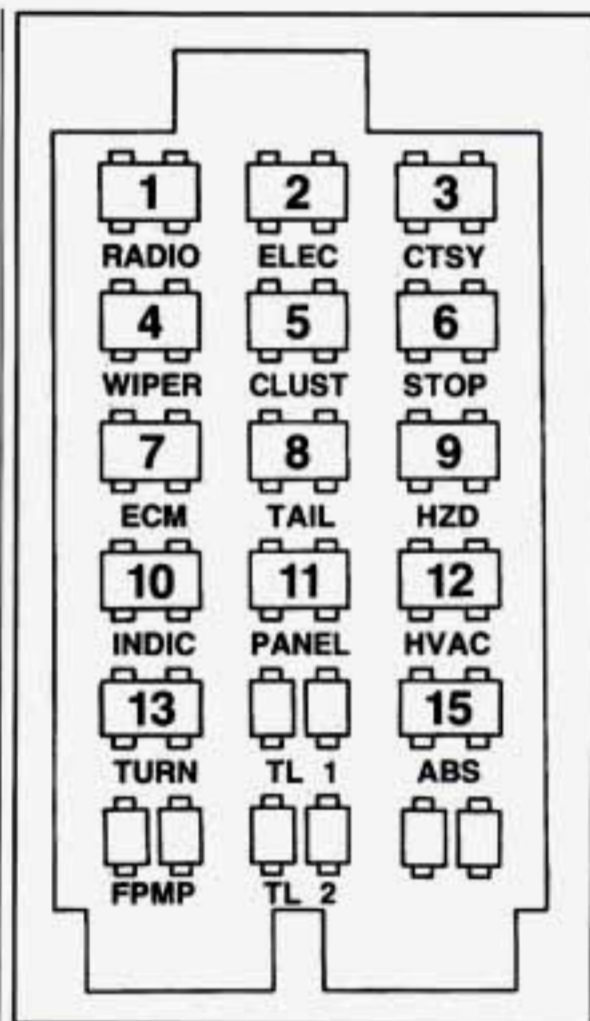 1 2 3
RADIO ELEC CTSY
4 5 6
WIPER CLUST STOP
7 8 9
ECM TAIL HZD
10 11 12
INDIC PANEL HVAC
13 15
TURN TL 1 ABS
FPMP TL 2